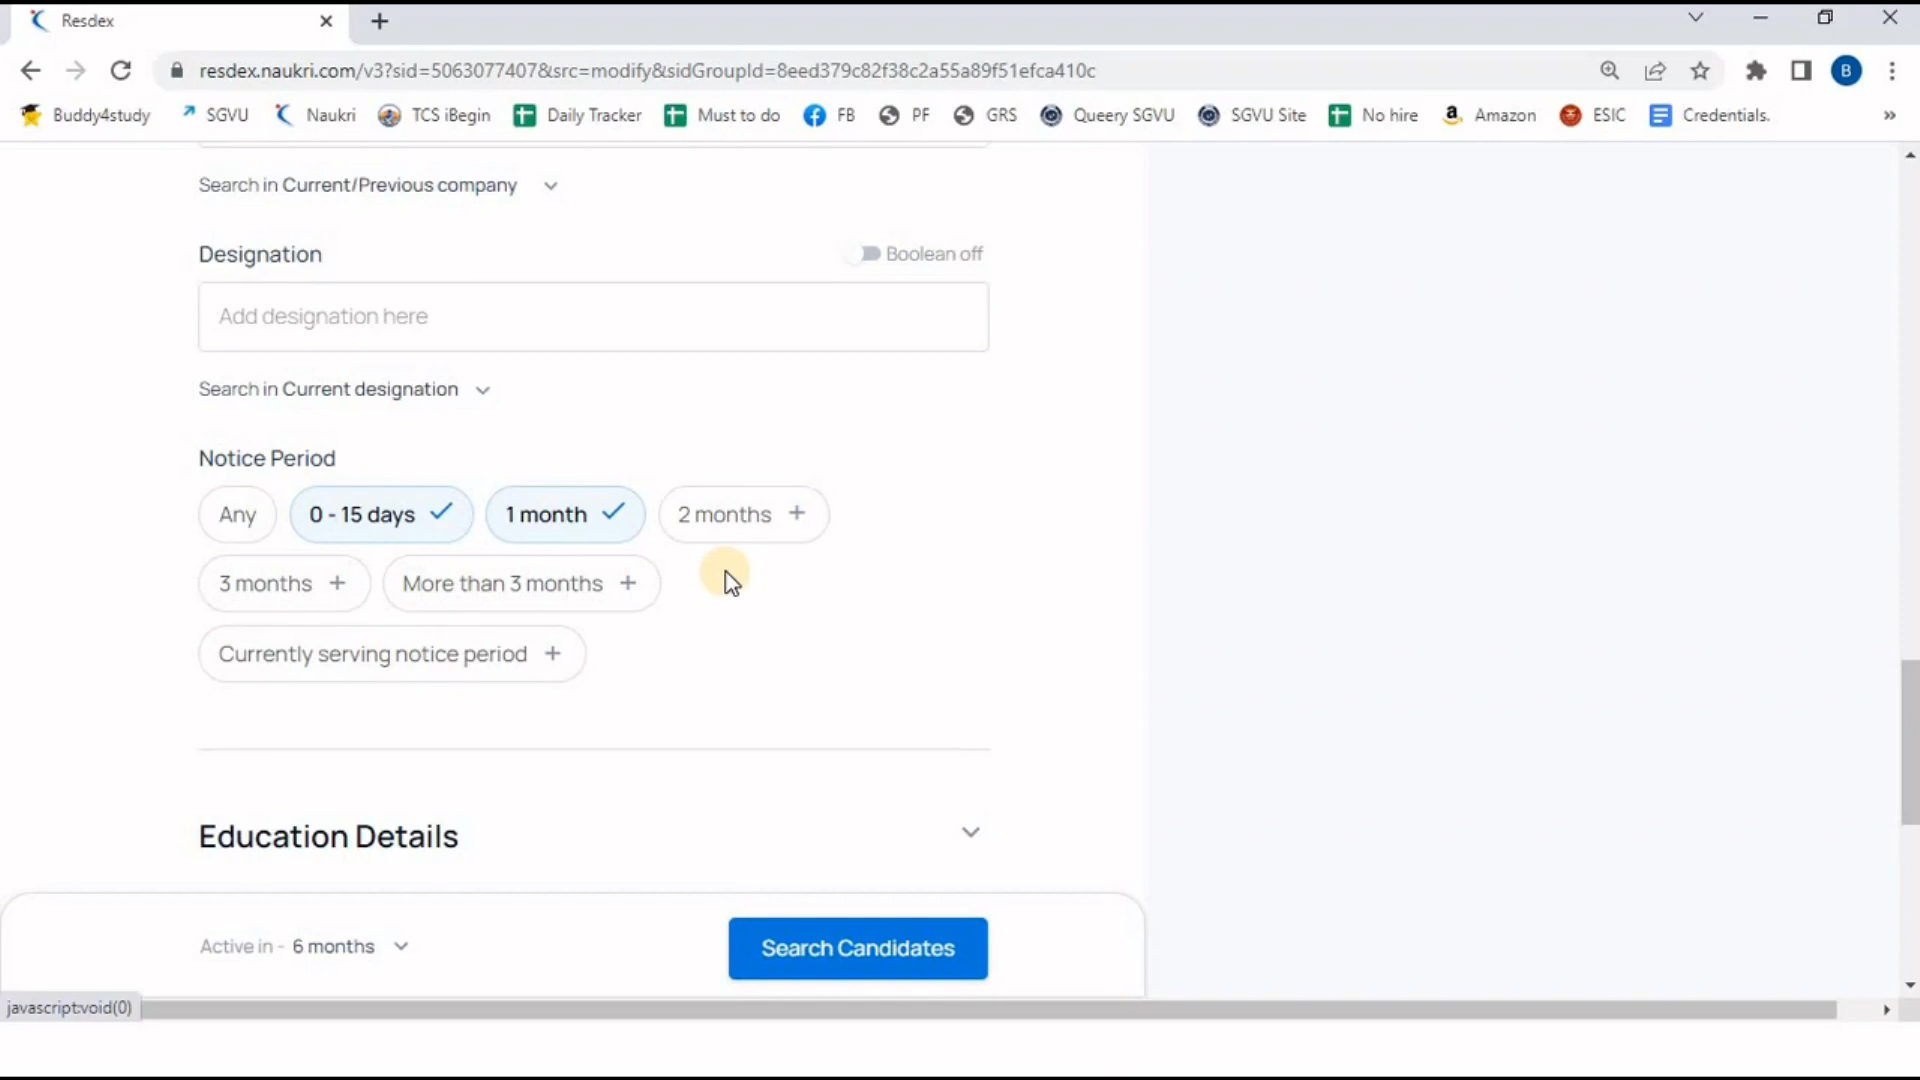 Resdex
resdex.naukri.com/v3?sid=5063077407&src=modify&sidGroupId=8eed379c82f38c2a55a89f51efca410c
B
Buddy4study SGVU Naukri TCS iBegin Daily Tracker Must to do FB PF GRS Queery SGVU SGVU Site No hire Amazon ESIC Credentials. »
Search in Current/Previous company
Designation Boolean off
Add designation here
Search in Current designation
Notice Period
Any 0 - 15 days 1 month 2 months +
3 months + More than 3 months +
Currently serving notice period +
Education Details
Active in - 6 months Search Candidates
javascript:void(0)